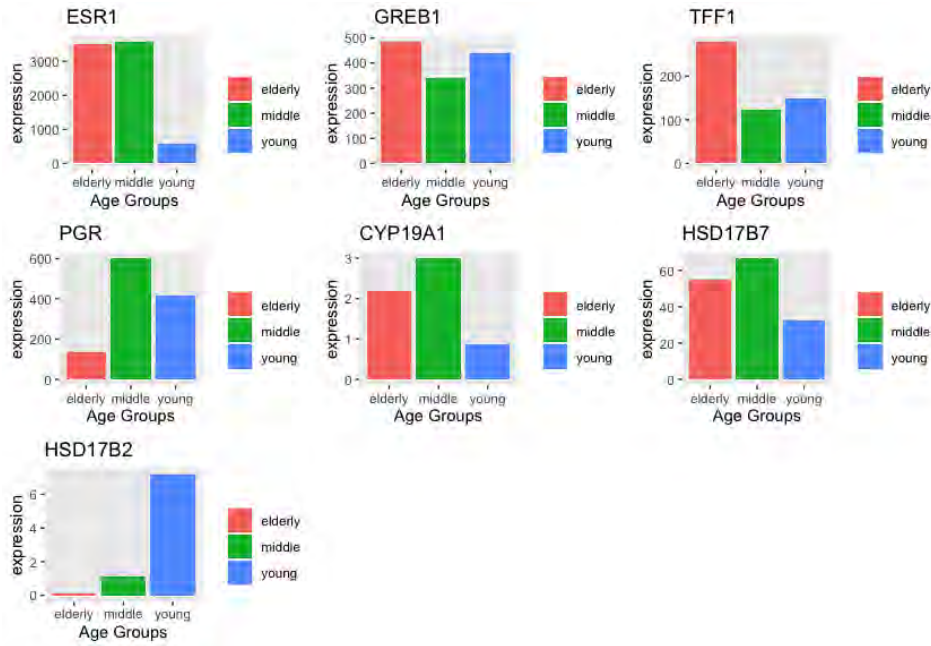 ESR1
expression
3000
2000
1000
0
elderly middle young
Age Groups
elderly
middle
young
GREB1
expression
500
400
300
200
100
0
elderly middle young
Age Groups
elderly
middle
young
TFF1
expression
200
100
0
elderly middle young
Age Groups
elderly
middle
young
PGR
expression
600
400
200
0
elderly middle young
Age Groups
elderly
middle
young
CYP19A1
expression
3
2
1
0
elderly middle young
Age Groups
elderly
middle
young
HSD17B7
expression
60
40
20
0
elderly middle young
Age Groups
elderly
middle
young
HSD17B2
expression
6
4
2
0
elderly middle young
Age Groups
elderly
middle
young